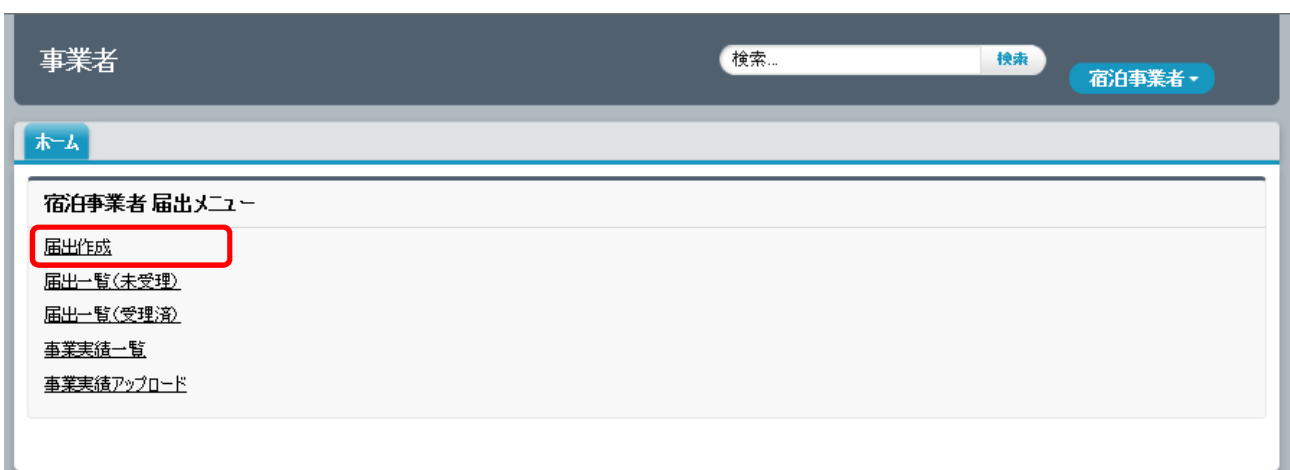 事業者
検索...
検索
宿泊事業者
ホーム
宿泊事業者 届出メニュー
届出作成
届出一覧(未受理)
届出一覧(受理済)
事業実績一覧
事業実績アップロード